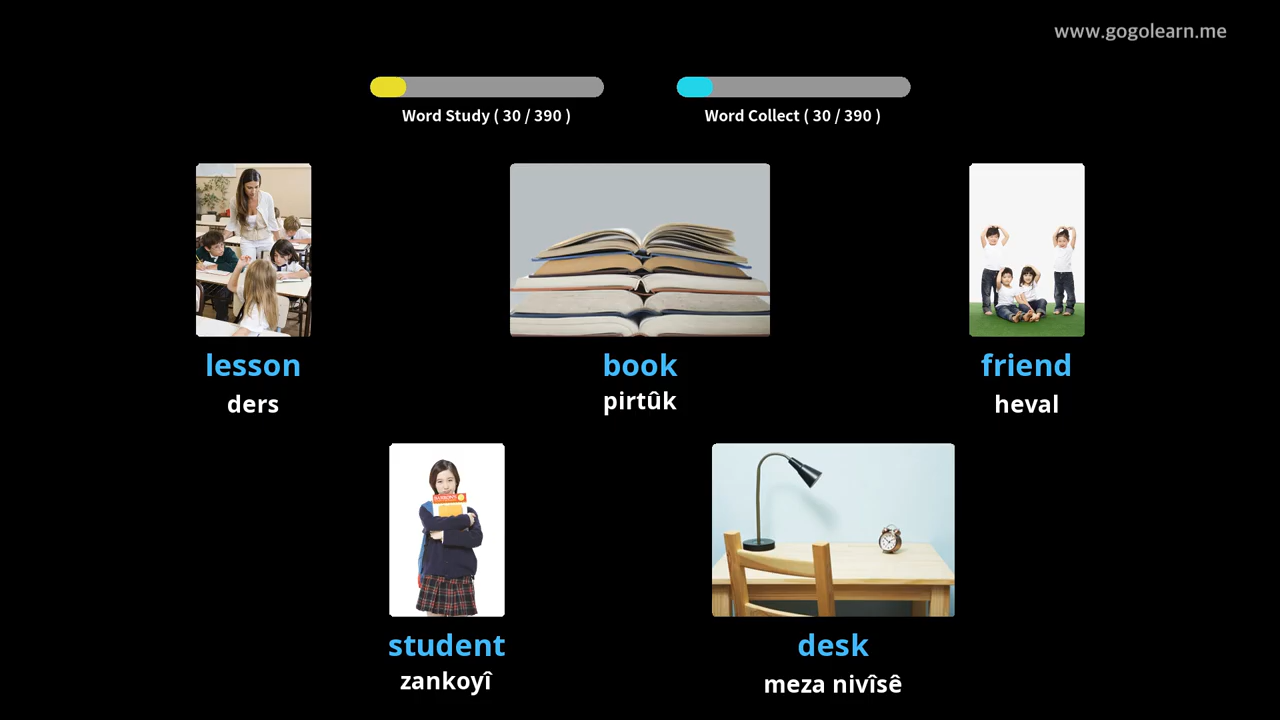 www.gogolearn.me
Word Study ( 30 / 390 )
Word Collect ( 30 / 390 )
lesson
ders
book
pirtûk
friend
heval
student
zankoyî
desk
meza nivîsê